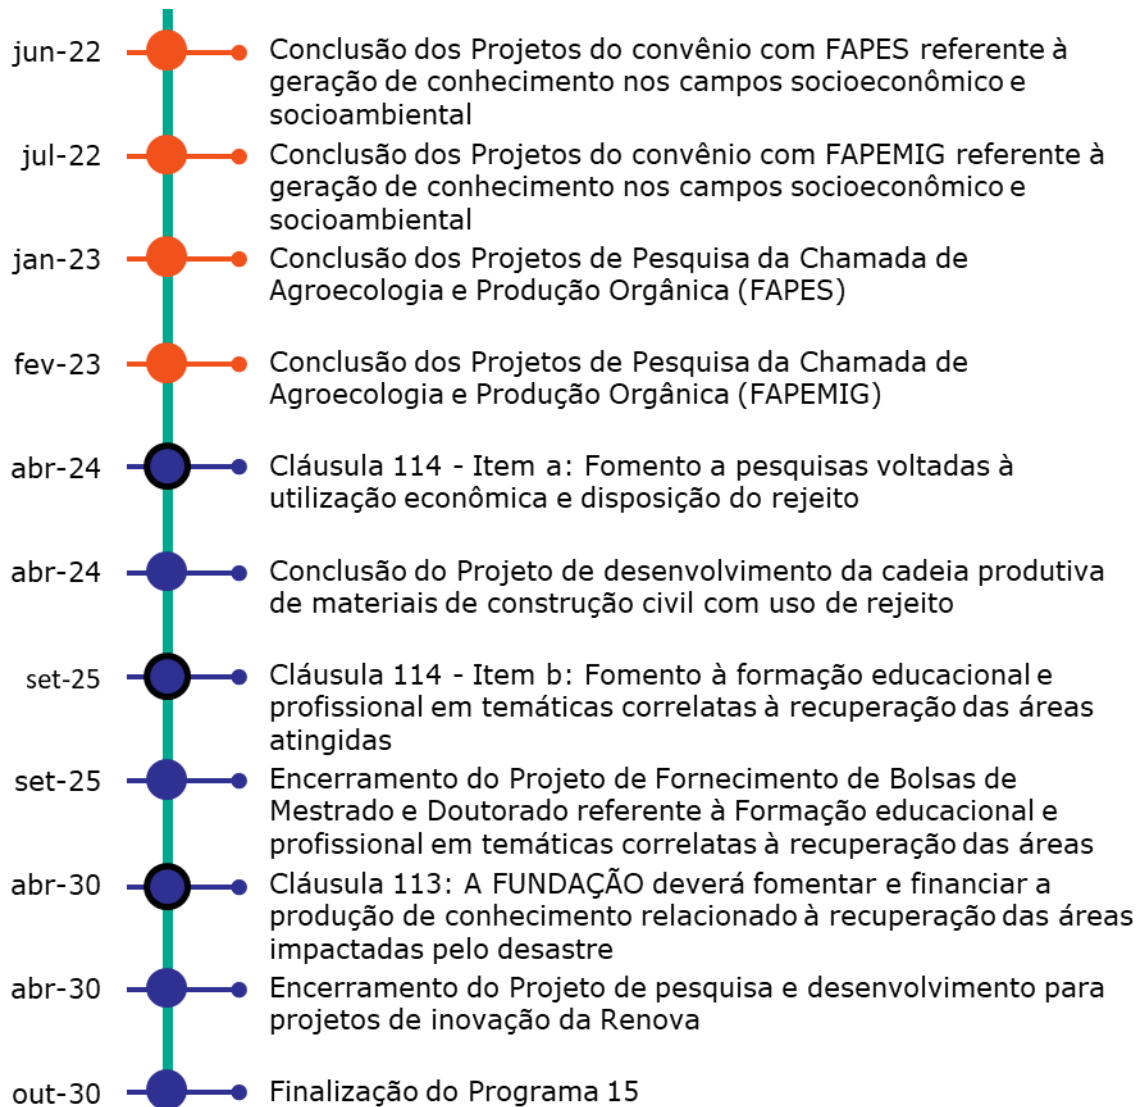 jun-22 Conclusão dos Projetos do convênio com FAPES referente à
geração de conhecimento nos campos socioeconômico e
socioambiental
jul-22 Conclusão dos Projetos do convênio com FAPEMIG referente à
geração de conhecimento nos campos socioeconômico e
socioambiental
jan-23 Conclusão dos Projetos de Pesquisa da Chamada de
Agroecologia e Produção Orgânica (FAPES)
fev-23 Conclusão dos Projetos de Pesquisa da Chamada de
Agroecologia e Produção Orgânica (FAPEMIG)
abr-24 Cláusula 114 - Item a: Fomento a pesquisas voltadas à
utilização econômica e disposição do rejeito
abr-24 Conclusão do Projeto de desenvolvimento da cadeia produtiva
de materiais de construção civil com uso de rejeito
set-25 Cláusula 114 - Item b: Fomento à formação educacional e
profissional em temáticas correlatas à recuperação das áreas
atingidas
set-25 Encerramento do Projeto de Fornecimento de Bolsas de
Mestrado e Doutorado referente à Formação educacional e
profissional em temáticas correlatas à recuperação das áreas
abr-30 Cláusula 113: A FUNDAÇÃO deverá fomentar e financiar a
produção de conhecimento relacionado à recuperação das áreas
impactadas pelo desastre
abr-30 Encerramento do Projeto de pesquisa e desenvolvimento para
projetos de inovação da Renova
out-30 Finalização do Programa 15